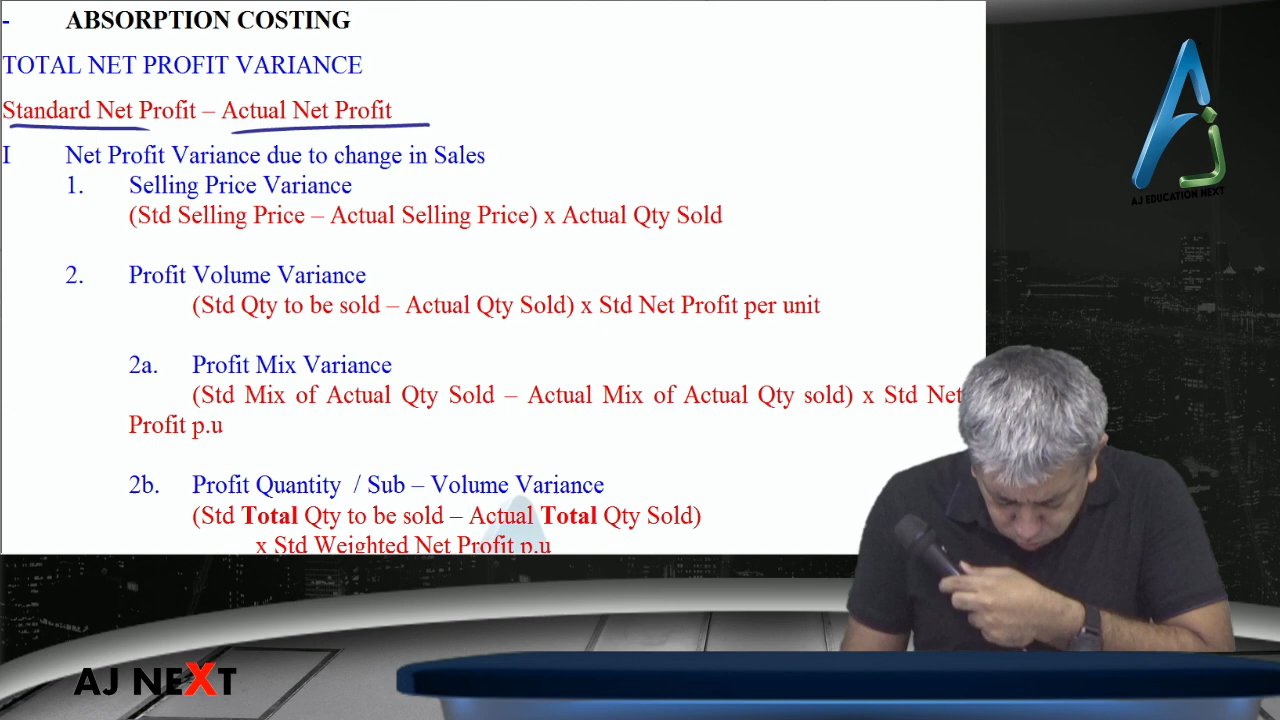 - ABSORPTION COSTING
TOTAL NET PROFIT VARIANCE
Standard Net Profit – Actual Net Profit
I Net Profit Variance due to change in Sales
1. Selling Price Variance
(Std Selling Price – Actual Selling Price) x Actual Qty Sold
2. Profit Volume Variance
(Std Qty to be sold – Actual Qty Sold) x Std Net Profit per unit
2a. Profit Mix Variance
(Std Mix of Actual Qty Sold – Actual Mix of Actual Qty sold) x Std Net
Profit p.u
2b. Profit Quantity / Sub – Volume Variance
(Std Total Qty to be sold – Actual Total Qty Sold)
x Std Weighted Net Profit p.u
AJ EDUCATION NEXT
AJ NEXT